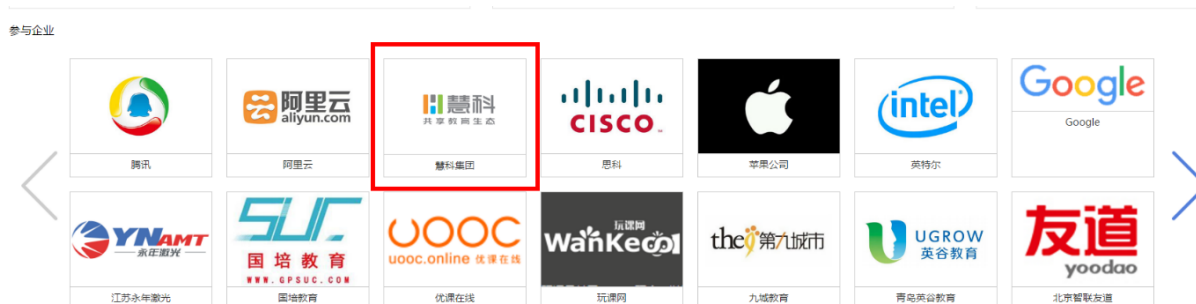 参与企业
阿里云
aliyun.com
慧科
共享教育生态
CISCO
intel
Google
腾讯
阿里云
慧科集团
思科
苹果公司
英特尔
Google
YNAMT
永年激光
SUC
国培教育
WWW.GPSUC.COM
UOOC
uooc.online 优课在线
玩课网
WanKe
the9第九城市
UGROW
英谷教育
友道
yoodao
江苏永年激光
国培教育
优课在线
玩课网
九城教育
青岛英谷教育
北京智联友道